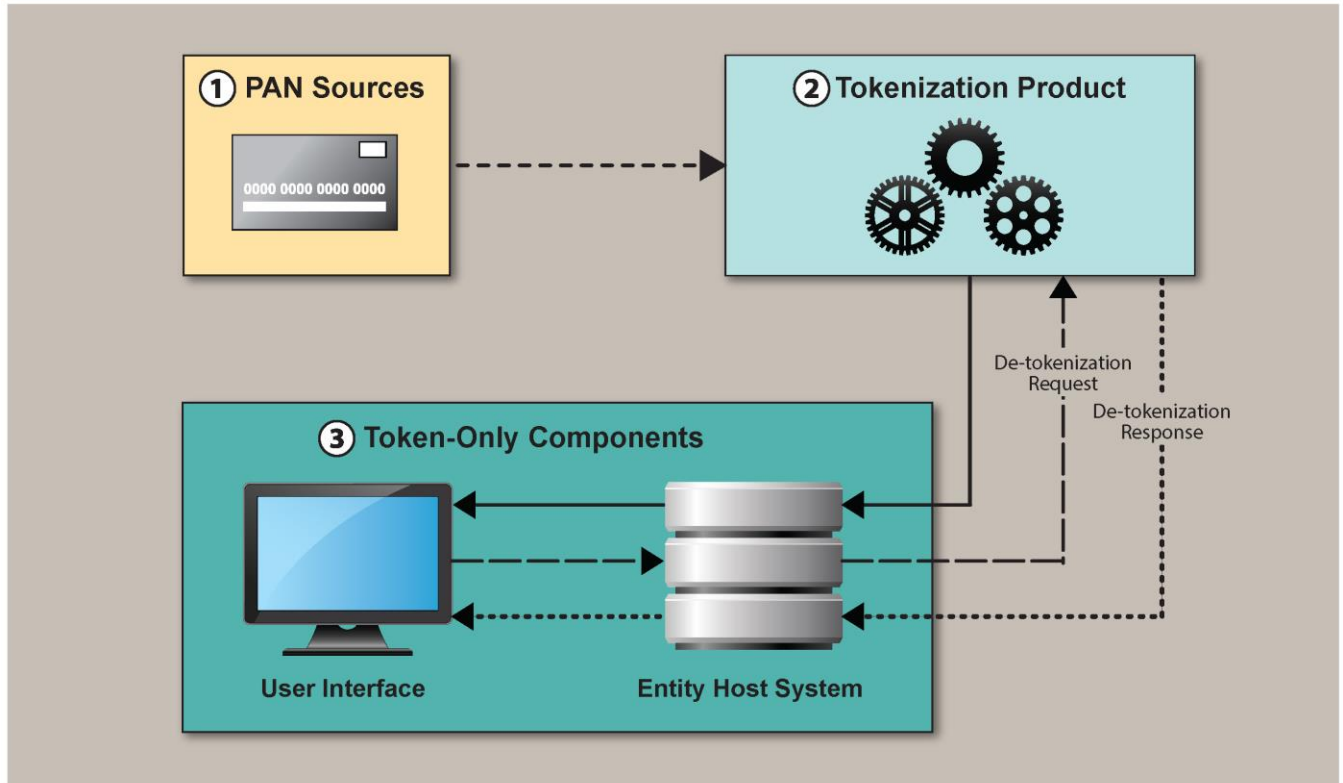 1 PAN Sources
0000 0000 0000 0000
2 Tokenization Product
De-tokenization
Request
De-tokenization
Response
3 Token-Only Components
User Interface
Entity Host System